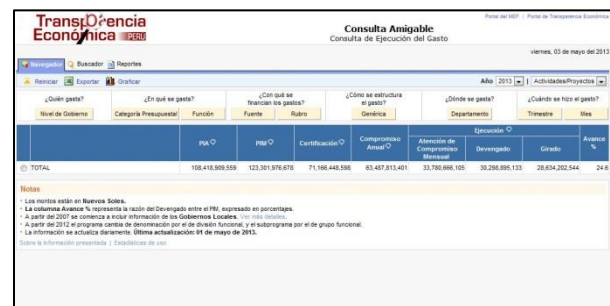 Portal del MEF | Portal de Transparencia Económica
Transparencia
Económica PERÚ
Consulta Amigable
Consulta de Ejecución del Gasto
viernes, 03 de mayo del 2013
Navegador Buscador Reportes
Reiniciar Exportar Graficar
Año 2013 | Actividades/Proyectos
¿Quién gasta? ¿En qué se gasta? ¿Con qué se financian los gastos? ¿Cómo se estructura el gasto? ¿Dónde se gasta? ¿Cuándo se hizo el gasto?
Nivel de Gobierno Categoría Presupuestal Función Fuente Rubro Genérica Departamento Trimestre Mes
PIA PIM Certificación Compromiso Anual Ejecución Avance %
Atención de Compromiso Mensual Devengado Girado
TOTAL 108,418,909,559 123,301,976,678 71,166,448,598 63,487,813,401 33,780,666,105 30,298,895,133 28,634,202,544 24.6
Notas
Los montos están en Nuevos Soles.
La columna Avance % representa la razón del Devengado entre el PIM, expresado en porcentajes.
A partir del 2007 se comienza a incluir información de los Gobiernos Locales. Ver más detalles.
A partir del 2012 el programa cambia de denominación por el de división funcional, y el subprograma por el de grupo funcional.
La información se actualiza diariamente. Última actualización: 01 de mayo de 2013.
Sobre la información presentada | Estadísticas de uso